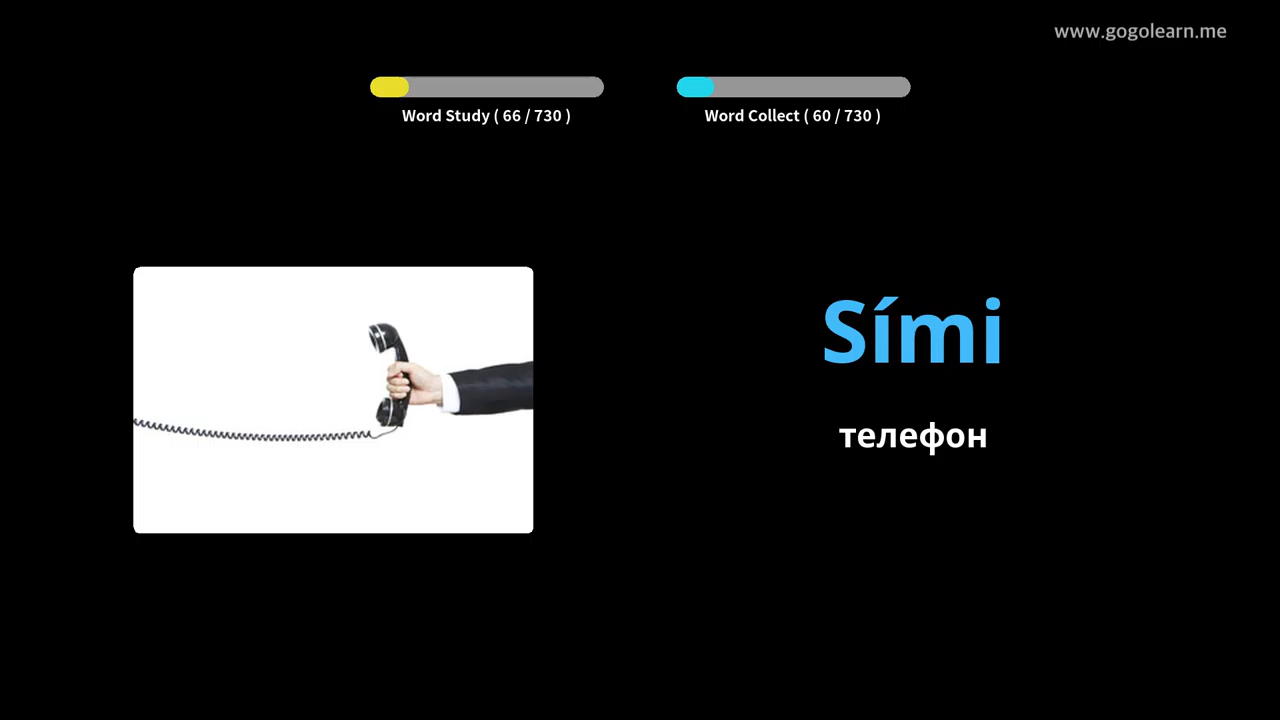 www.gogolearn.me
Word Study ( 66 / 730 )
Word Collect ( 60 / 730 )
Sími
телефон